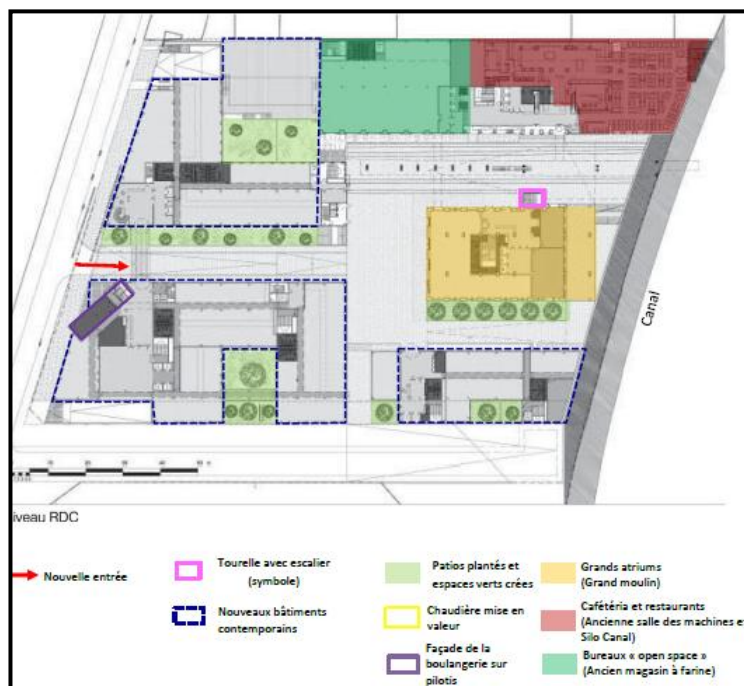 Canal
iveau RDC
Nouvelle entrée
Tourelle avec escalier
(symbole)
Nouveaux bâtiments
contemporains
Façade de la
boulangerie sur
pilotis
Patios plantés et
espaces verts crées
Chaudière mise en
valeur
Grands atriums
(Grand moulin)
Cafétéria et restaurants
(Ancienne salle des machines e
Silo Canal)
Bureaux « open space »
(Ancien magasin à farine)